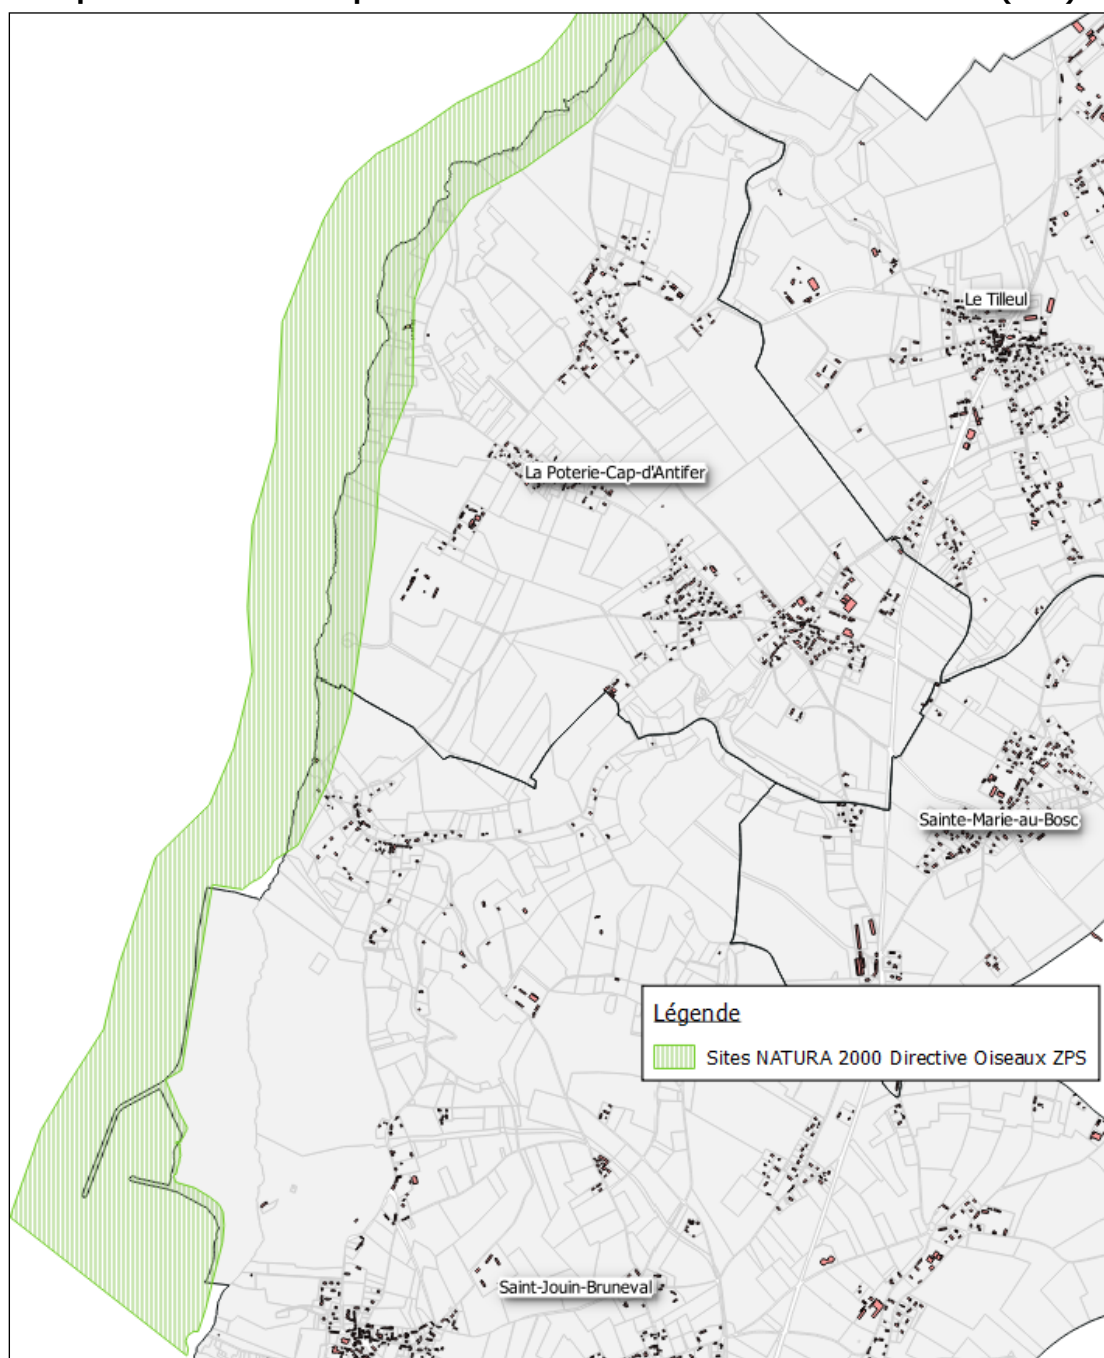 Le Tilleul
La Poterie-Cap-d'Antifer
Sainte-Marie-au-Bosc
Légende
Sites NATURA 2000 Directive Oiseaux ZPS
Saint-Jouin-Bruneval